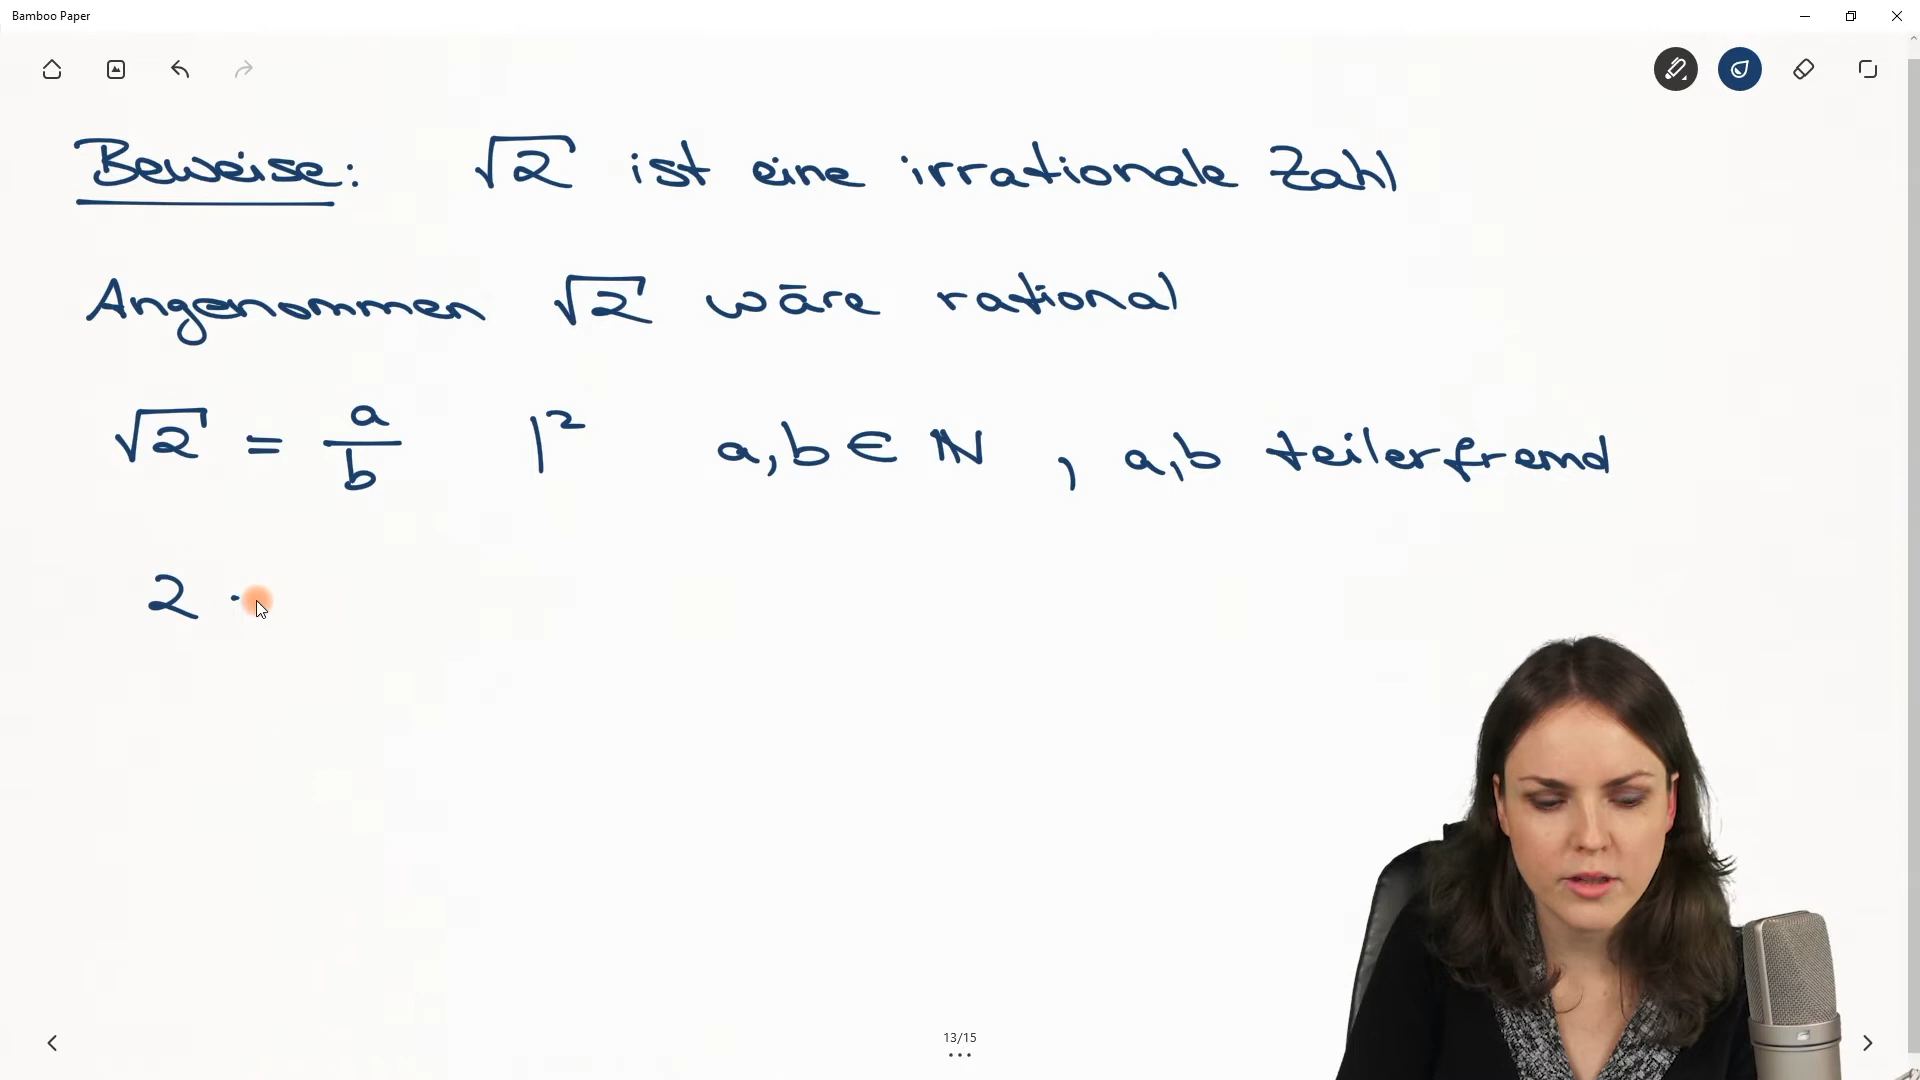 Bamboo Paper
Beweise: √2 ist eine irrationale Zahl
Angenommen √2 wäre rational
√2 = a/b |² a,b ∈ ℕ , a,b teilerfremd
2
13/15